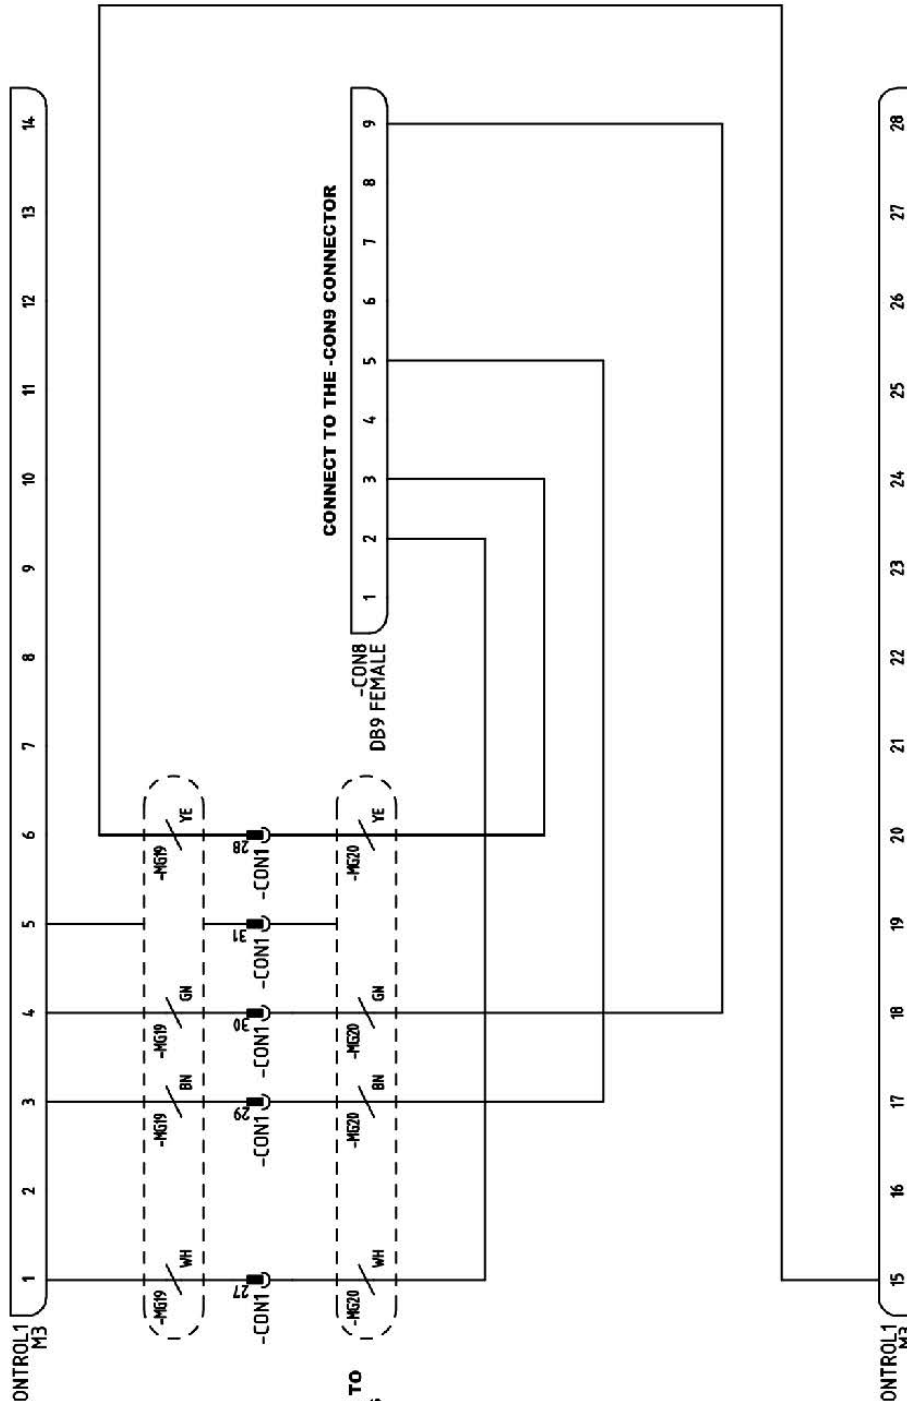 14
13
12
11
10
9
8
7
6
5
4
3
2
1
ONTROL1
M3
-MG19
YE
-MG19
GN
-MG19
BN
-MG19
WH
28
-CON1
31
-CON1
30
-CON1
29
-CON1
27
-CON1
CONNECT TO THE -CON9 CONNECTOR
9
8
7
6
5
4
3
2
1
-CON8
DB9 FEMALE
-MG20
YE
-MG20
GN
-MG20
BN
-MG20
WH
TO
28
27
26
25
24
23
22
21
20
19
18
17
16
15
ONTROL1
M3